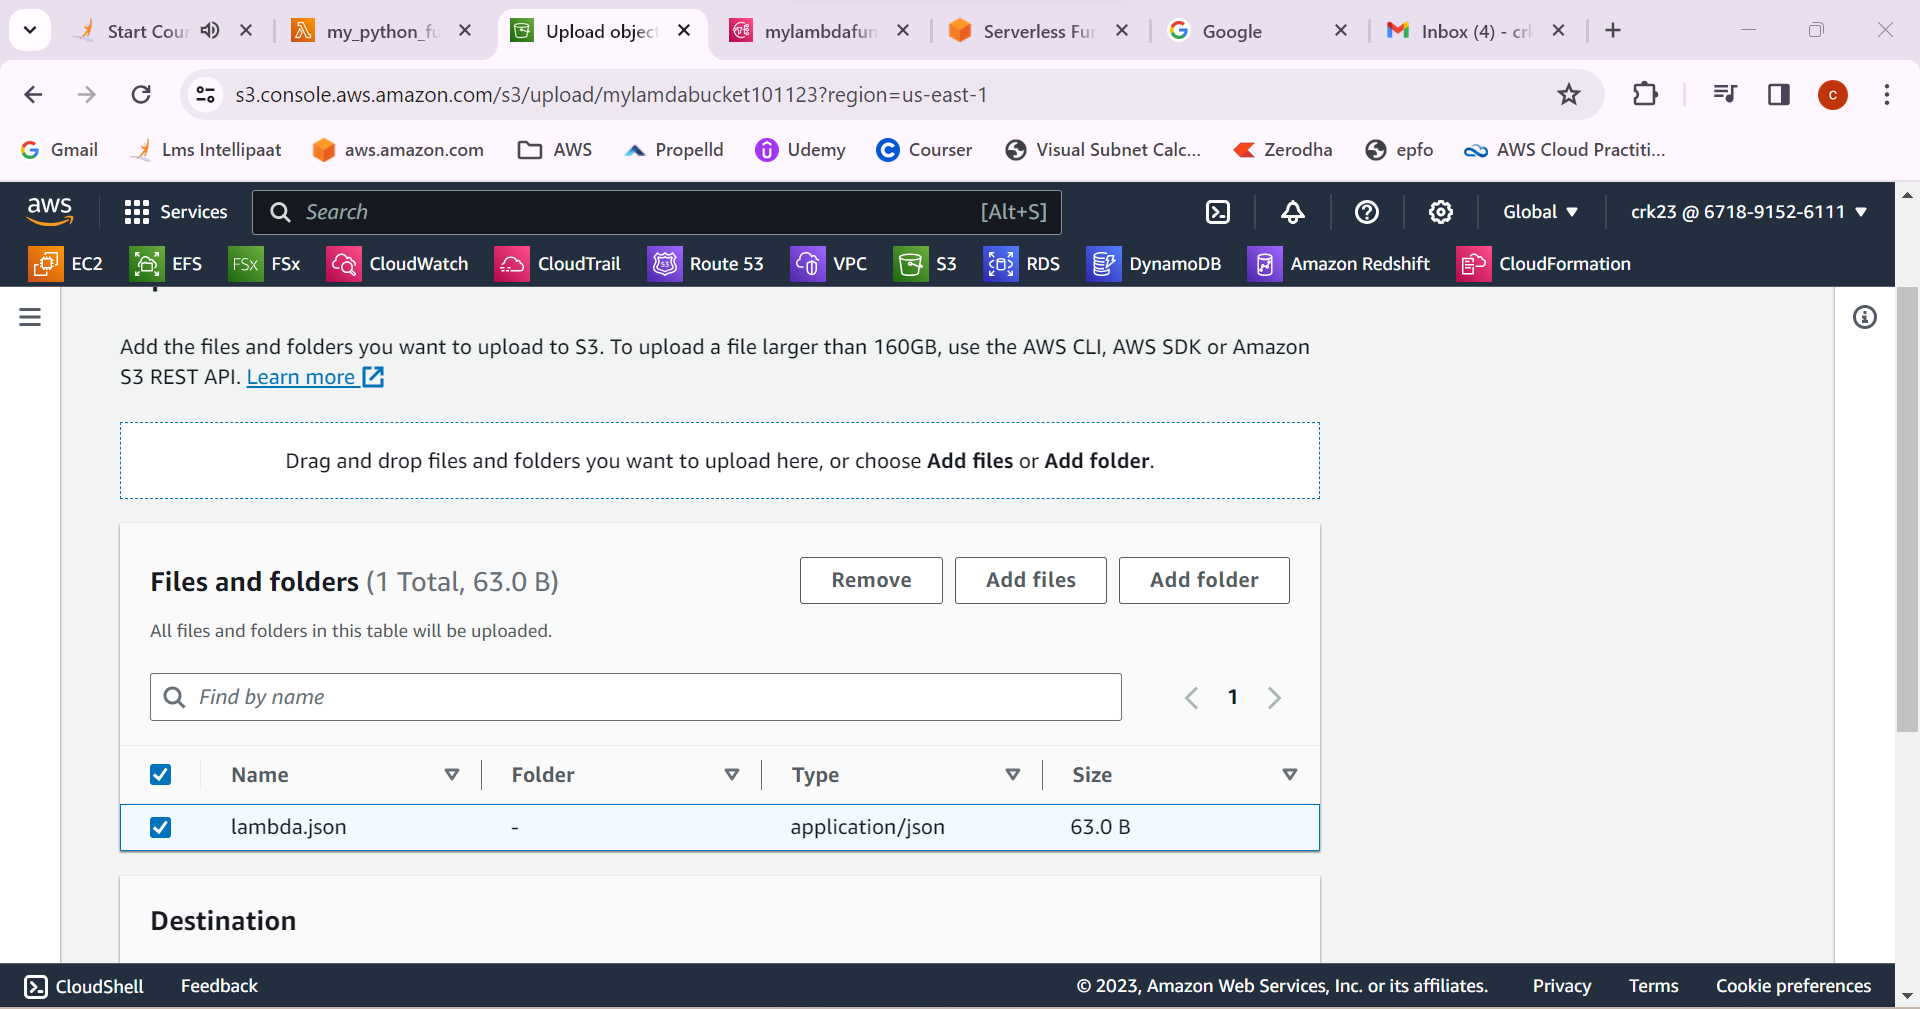 Start Cour
my_python_fu
Upload object
mylambdafun
Serverless Fun
Google
Inbox (4) - crk
s3.console.aws.amazon.com/s3/upload/mylamdabucket101123?region=us-east-1
C
Gmail
Lms Intellipaat
aws.amazon.com
AWS
Propelld
Udemy
Courser
Visual Subnet Calc...
Zerodha
epfo
AWS Cloud Practiti...
aws
Services
Search
[Alt+S]
Global
crk23 @ 6718-9152-6111
EC2
EFS
FSx
FSx
CloudWatch
CloudTrail
53
Route 53
VPC
S3
RDS
DynamoDB
Amazon Redshift
CloudFormation
Add the files and folders you want to upload to S3. To upload a file larger than 160GB, use the AWS CLI, AWS SDK or Amazon
S3 REST API. Learn more
Drag and drop files and folders you want to upload here, or choose Add files or Add folder.
Files and folders (1 Total, 63.0 B)
Remove
Add files
Add folder
All files and folders in this table will be uploaded.
Find by name
1
Name
Folder
Type
Size
lambda.json
-
application/json
63.0 B
Destination
CloudShell
Feedback
© 2023, Amazon Web Services, Inc. or its affiliates.
Privacy
Terms
Cookie preferences